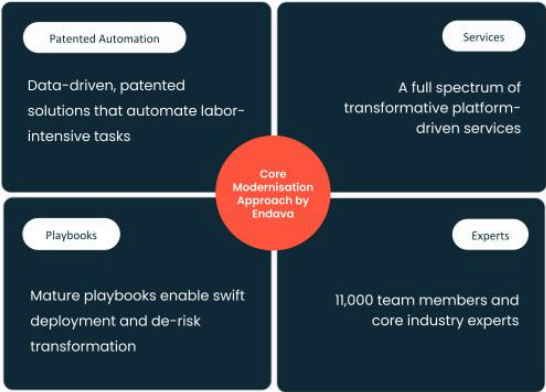 Patented Automation
Data-driven, patented
solutions that automate labor-
intensive tasks
Services
A full spectrum of
transformative platform-
driven services
Core
Modernisation
Approach by
Endava
Playbooks
Mature playbooks enable swift
deployment and de-risk
transformation
Experts
11,000 team members and
core industry experts